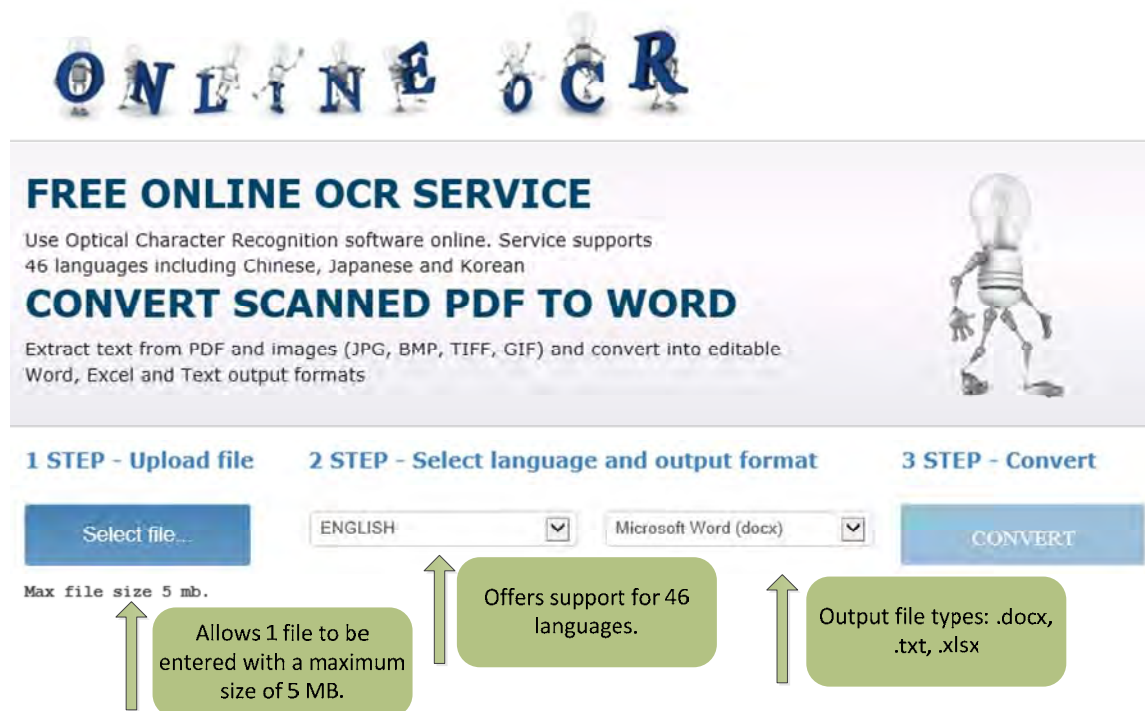 ONLINE OCR
FREE ONLINE OCR SERVICE
Use Optical Character Recognition software online. Service supports
46 languages including Chinese, Japanese and Korean
CONVERT SCANNED PDF TO WORD
Extract text from PDF and images (JPG, BMP, TIFF, GIF) and convert into editable
Word, Excel and Text output formats
1 STEP - Upload file
2 STEP - Select language and output format
3 STEP - Convert
Select file...
ENGLISH
Microsoft Word (docx)
CONVERT
Max file size 5 mb.
Allows 1 file to be
entered with a maximum
size of 5 MB.
Offers support for 46
languages.
Output file types: .docx,
.txt, .xlsx